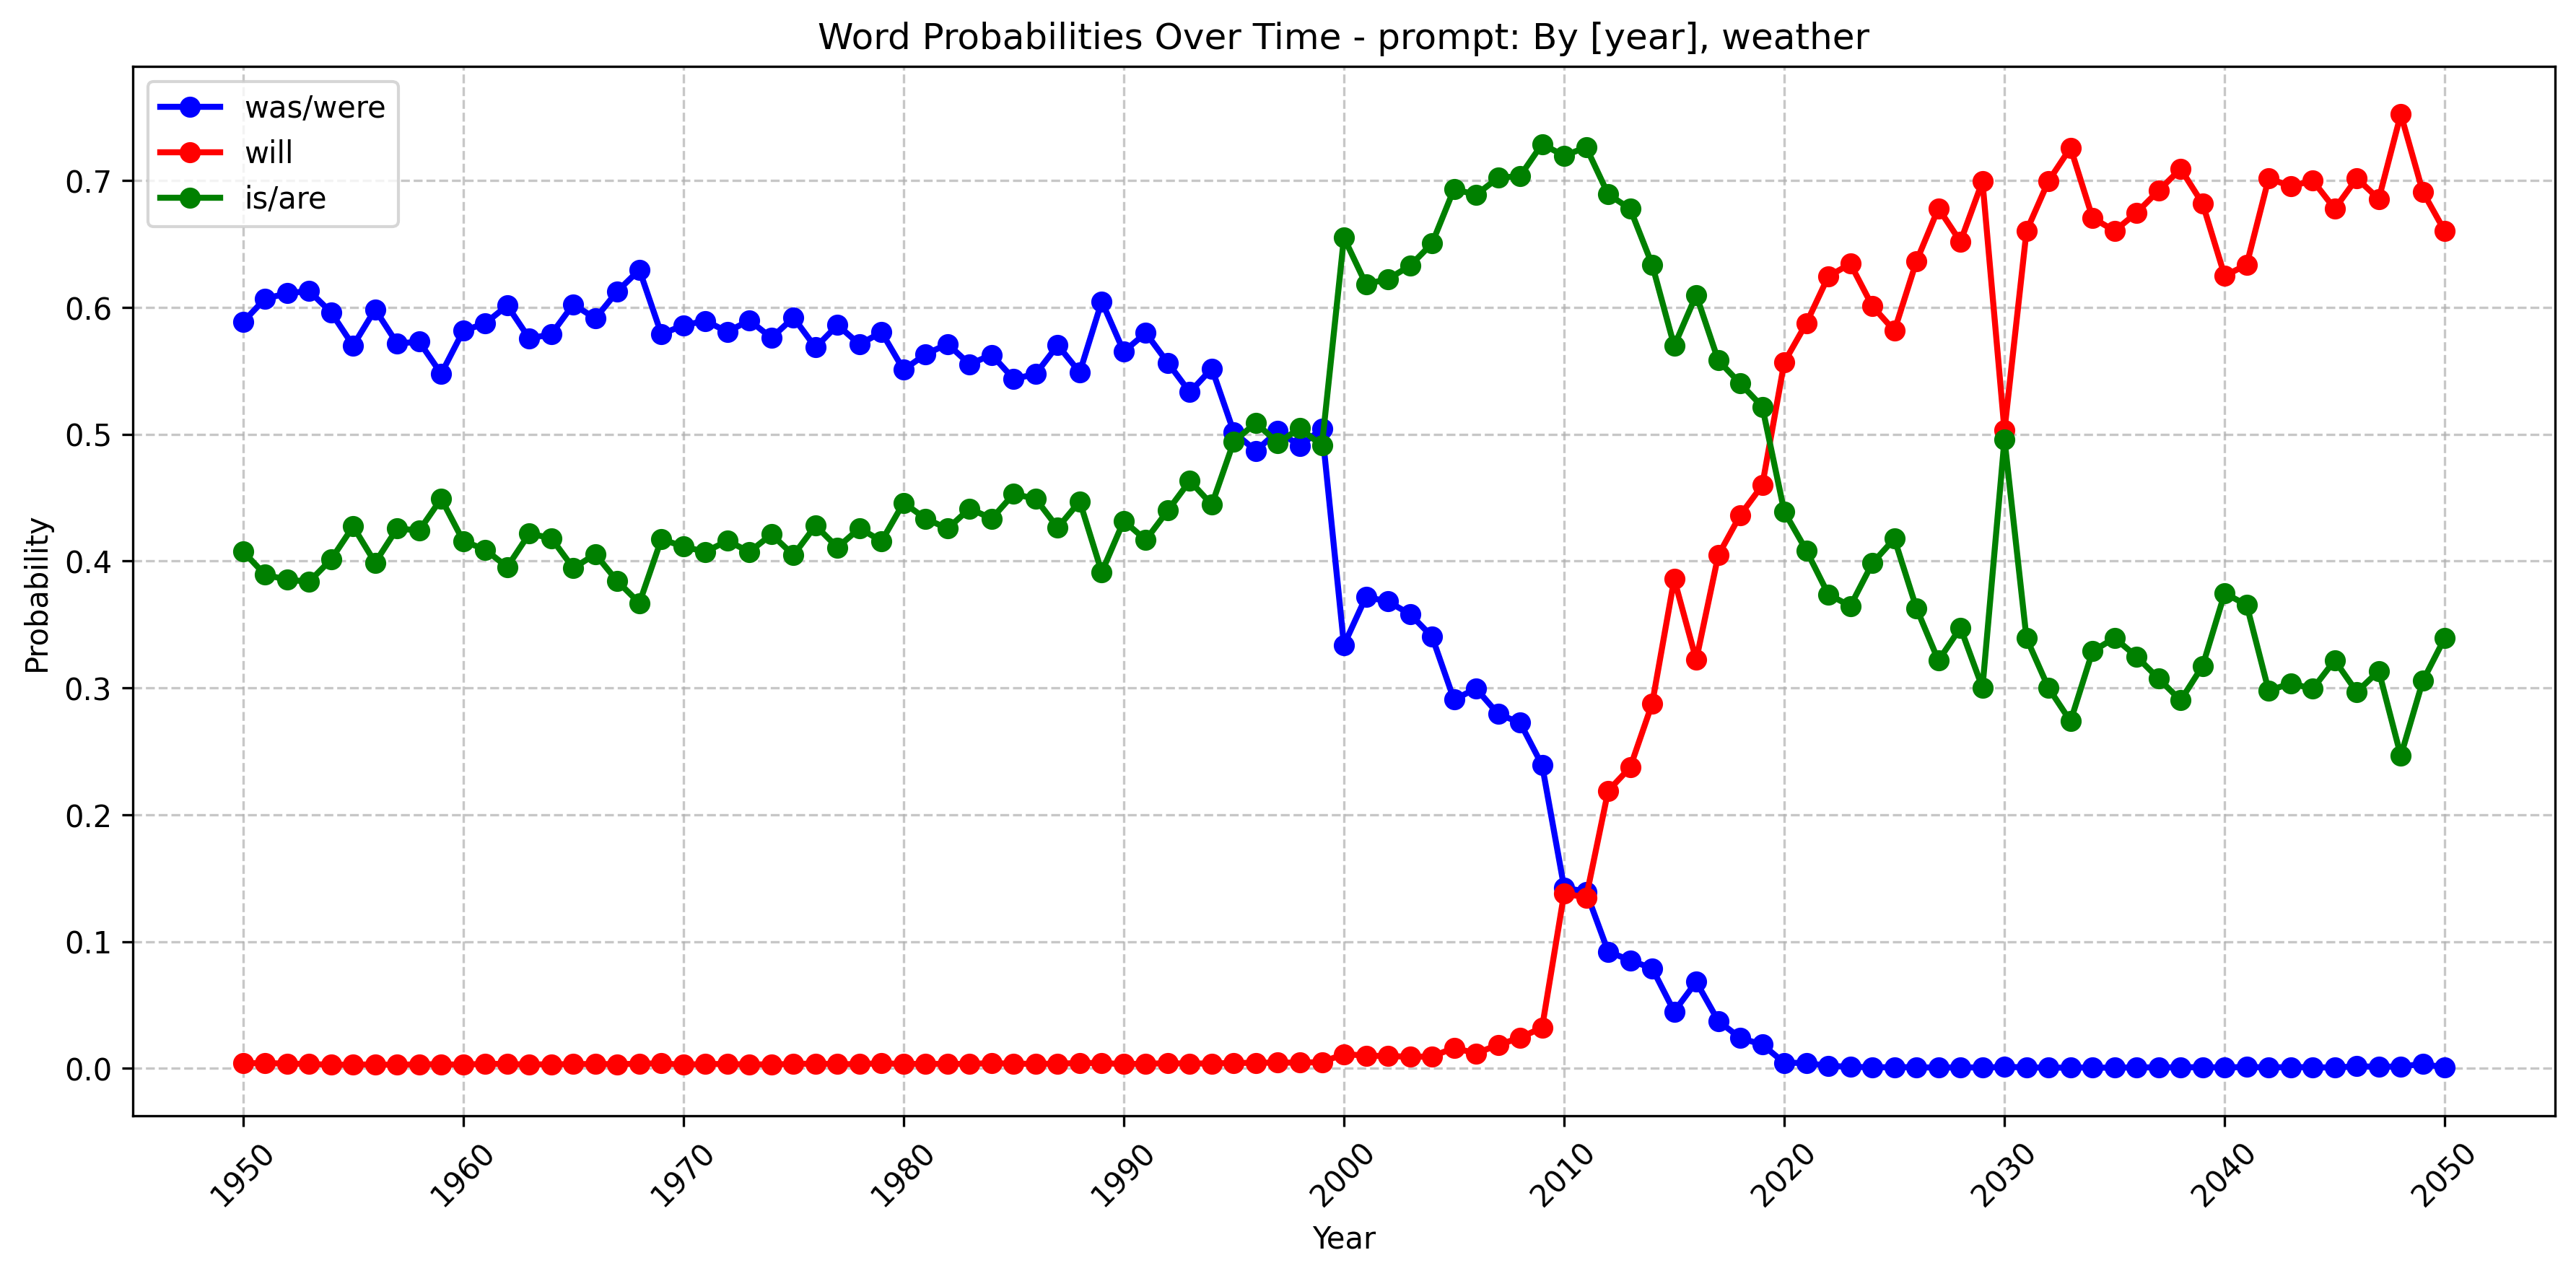 Word Probabilities Over Time - prompt: By [year], weather
was/were
will
is/are
Probability
0.7
0.6
0.5
0.4
0.3
0.2
0.1
0.0
1950 1960 1970 1980 1990 2000 2010 2020 2030 2040 2050
Year